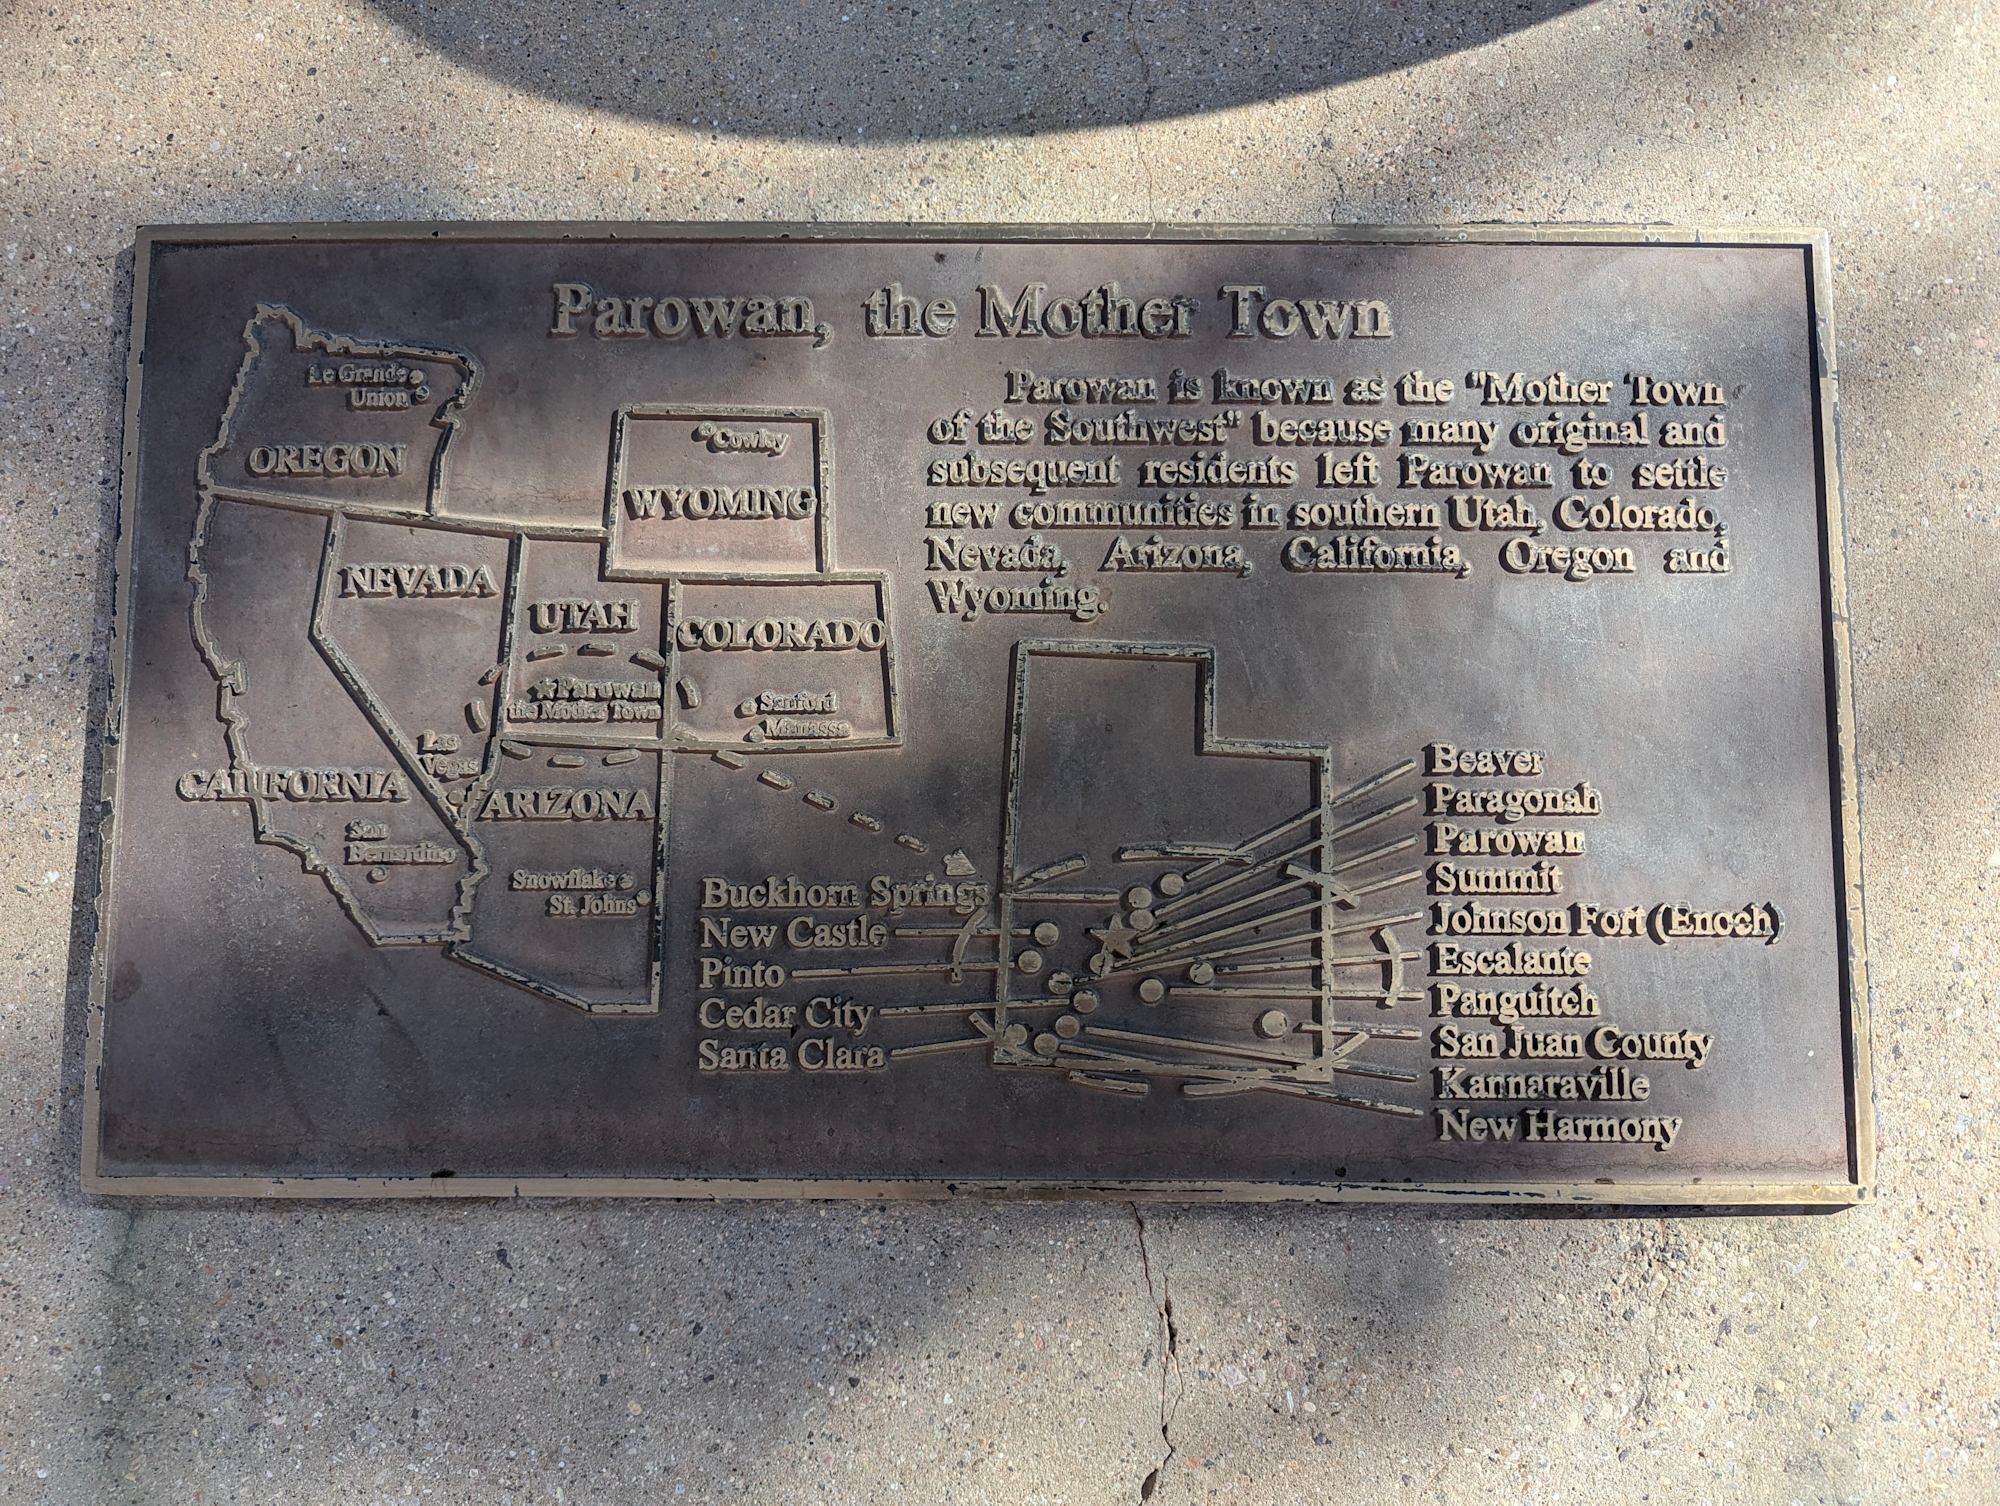 Parowan, the Mother Town
Parowan is known as the "Mother Town
of the Southwest" because many original and
subsequent residents left Parowan to settle
new communities in southern Utah, Colorado,
Nevada, Arizona, California, Oregon and
Wyoming.
Le Grande
Union
OREGON
Cowley
WYOMING
NEVADA
UTAH
COLORADO
Parowan
the Mother Town
Sanford
Manassa
Las
Vegas
CALIFORNIA
ARIZONA
San
Bernardino
Snowflake
St. Johns
Buckhorn Springs
New Castle
Pinto
Cedar City
Santa Clara
Beaver
Paragonah
Parowan
Summit
Johnson Fort (Enoch)
Escalante
Panguitch
San Juan County
Kannaraville
New Harmony